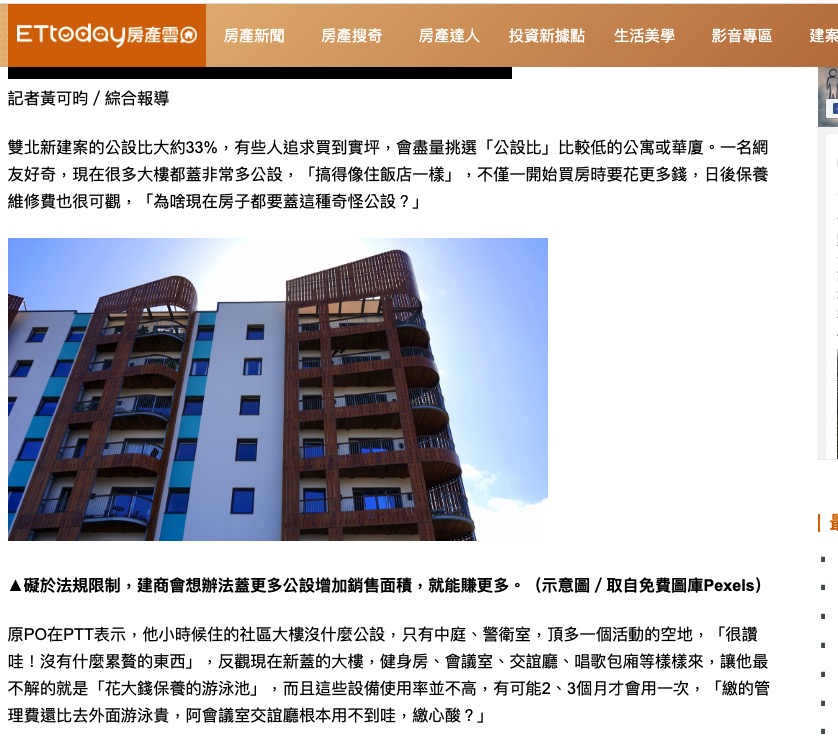 ETtoday房產雲
房產新聞 房產搜奇 房產達人 投資新據點 生活美學 影音專區 建案
記者黃可昀／綜合報導
雙北新建案的公設比大約33%，有些人追求買到實坪，會盡量挑選「公設比」比較低的公寓或華廈。一名網
友好奇，現在很多大樓都蓋非常多公設，「搞得像住飯店一樣」，不僅一開始買房時要花更多錢，日後保養
維修費也很可觀，「為啥現在房子都要蓋這種奇怪公設？」
▲礙於法規限制，建商會想辦法蓋更多公設增加銷售面積，就能賺更多。（示意圖／取自免費圖庫Pexels）
原PO在PTT表示，他小時候住的社區大樓沒什麼公設，只有中庭、警衛室，頂多一個活動的空地，「很讚
哇！沒有什麼累贅的東西」，反觀現在新蓋的大樓，健身房、會議室、交誼廳、唱歌包廂等樣樣來，讓他最
不解的就是「花大錢保養的游泳池」，而且這些設備使用率並不高，有可能2、3個月才會用一次，「繳的管
理費還比去外面游泳貴，阿會議室交誼廳根本用不到哇，繳心酸？」